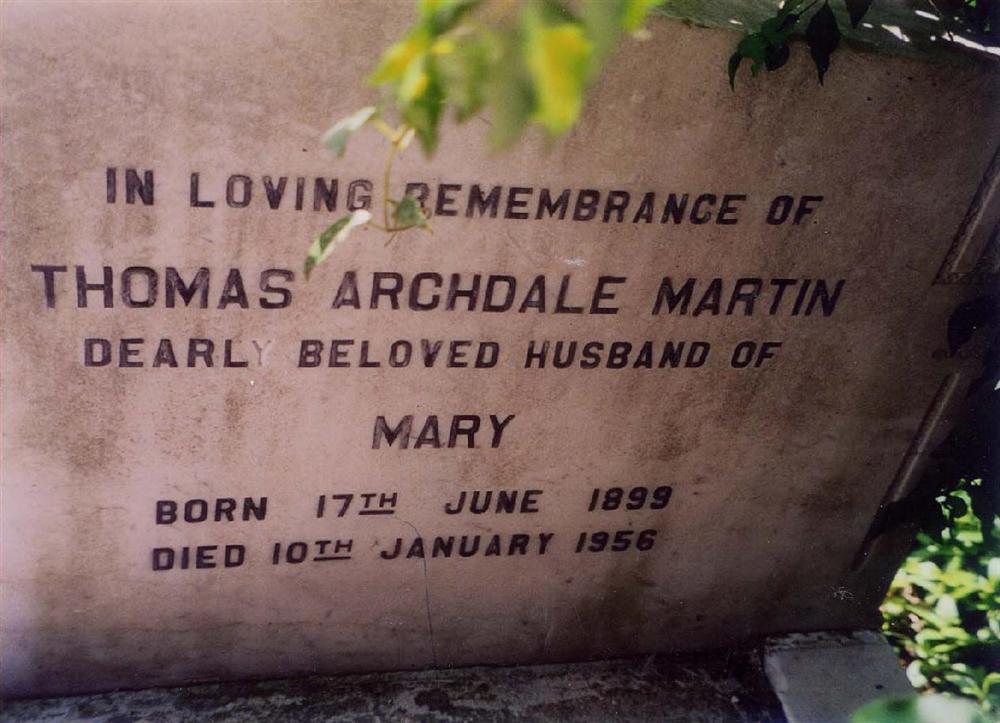 IN LOVING REMEMBRANCE OF
THOMAS ARCHDALE MARTIN
DEARLY BELOVED HUSBAND OF
MARY
BORN 17TH JUNE 1899
DIED 10TH JANUARY 1956